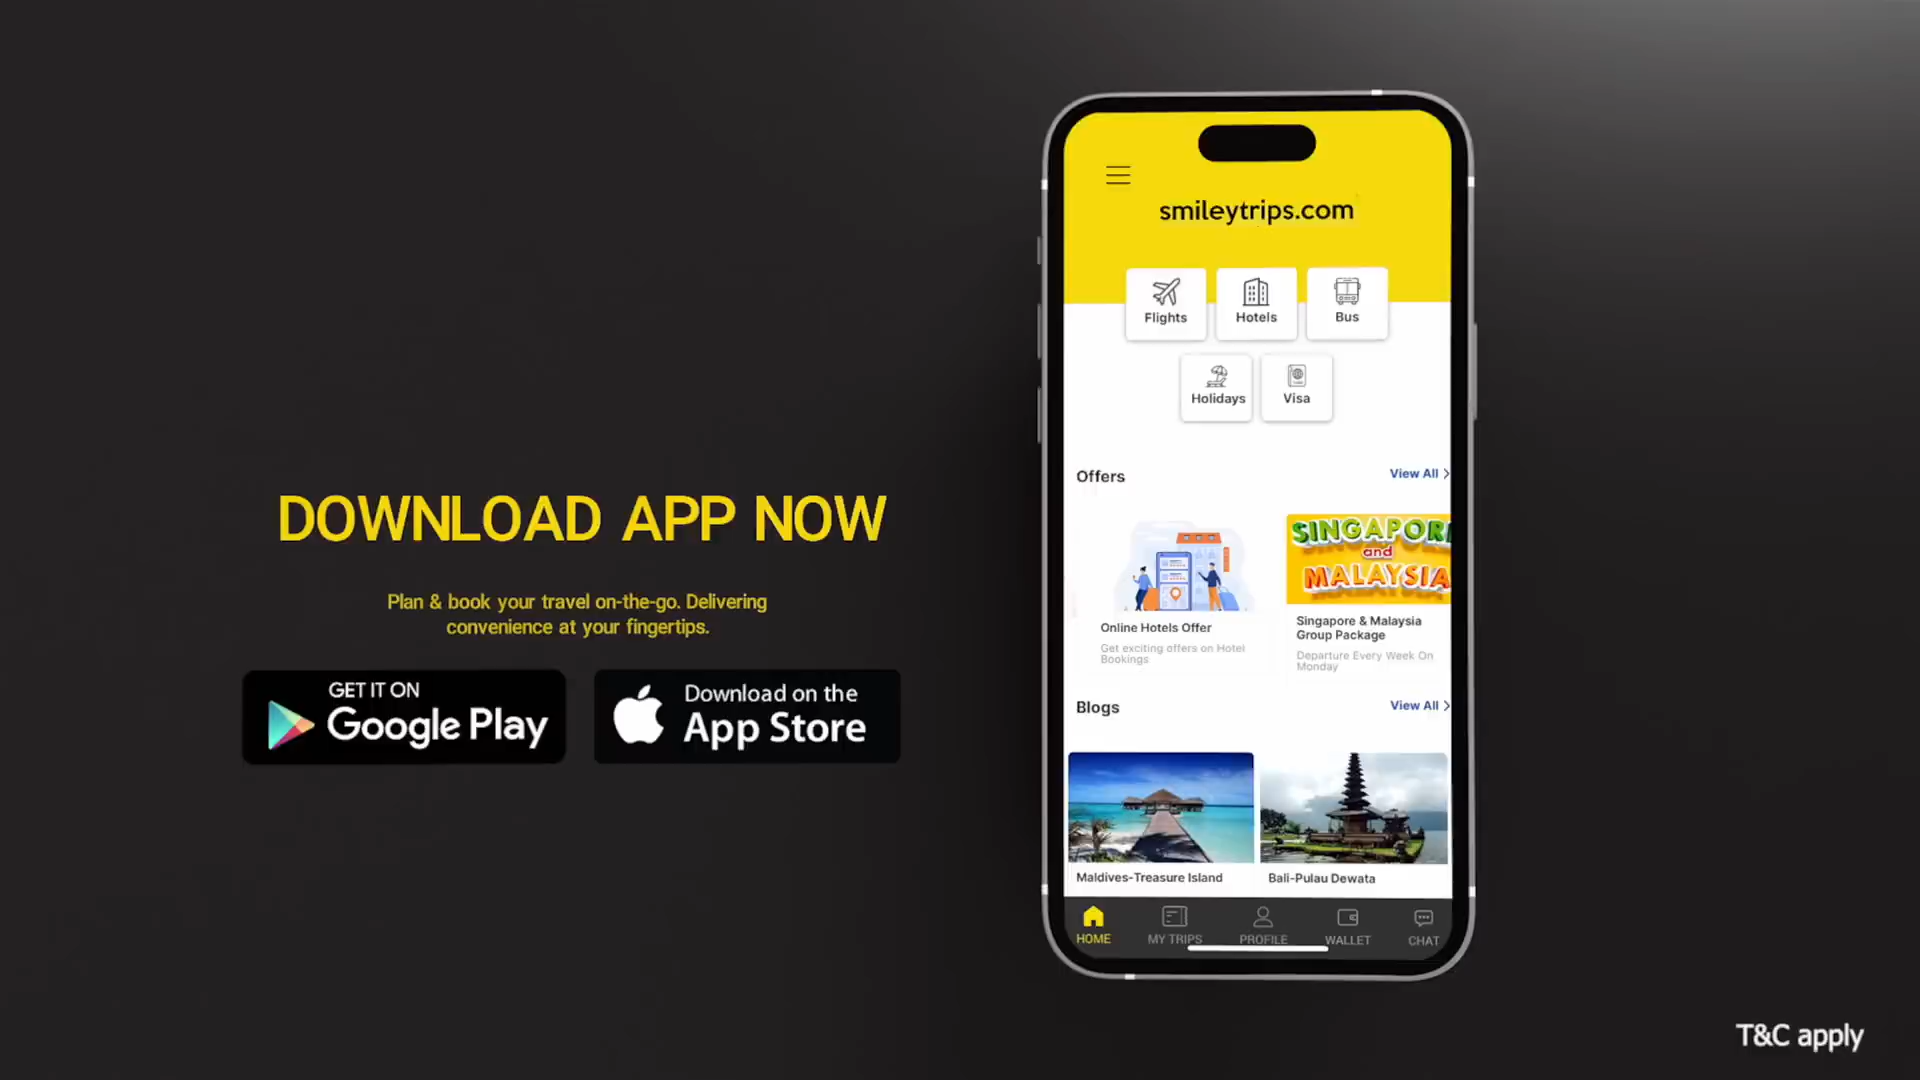 DOWNLOAD APP NOW
Plan & book your travel on-the-go. Delivering
convenience at your fingertips.
GET IT ON
Google Play
Download on the
App Store
smileytrips.com
Flights
Hotels
Bus
Holidays
Visa
Offers
View All
Online Hotels Offer
Get exciting offers on Hotel
Bookings
SINGAPORE
and
MALAYSIA
Singapore & Malaysia
Group Package
Departure Every Week On
Monday
Blogs
View All
Maldives-Treasure Island
Bali-Pulau Dewata
HOME
MY TRIPS
PROFILE
WALLET
CHAT
T&C apply